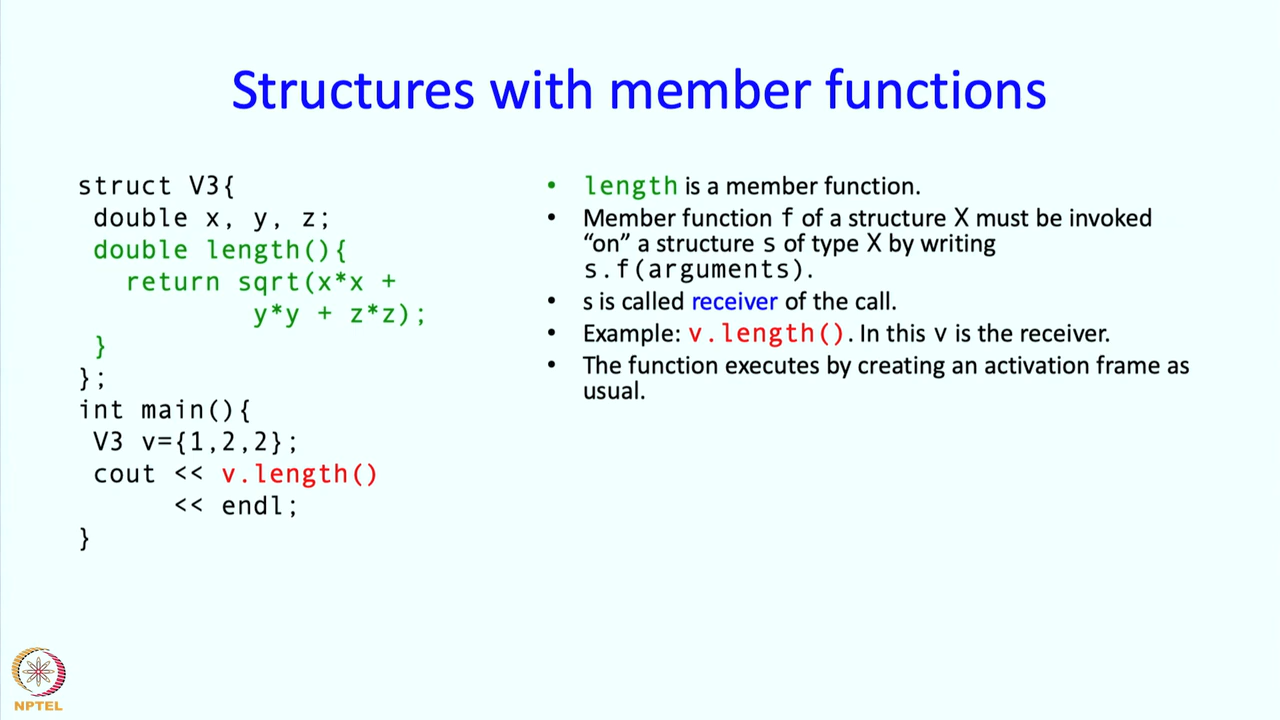 Structures with member functions
struct V3{
double x, y, z;
double length(){
return sqrt(x*x +
y*y + z*z);
}
};
int main(){
V3 v={1,2,2};
cout << v.length()
<< endl;
}
• length is a member function.
• Member function f of a structure X must be invoked
“on” a structure s of type X by writing
s.f(arguments).
• s is called receiver of the call.
• Example: v.length(). In this v is the receiver.
• The function executes by creating an activation frame as
usual.
NPTEL